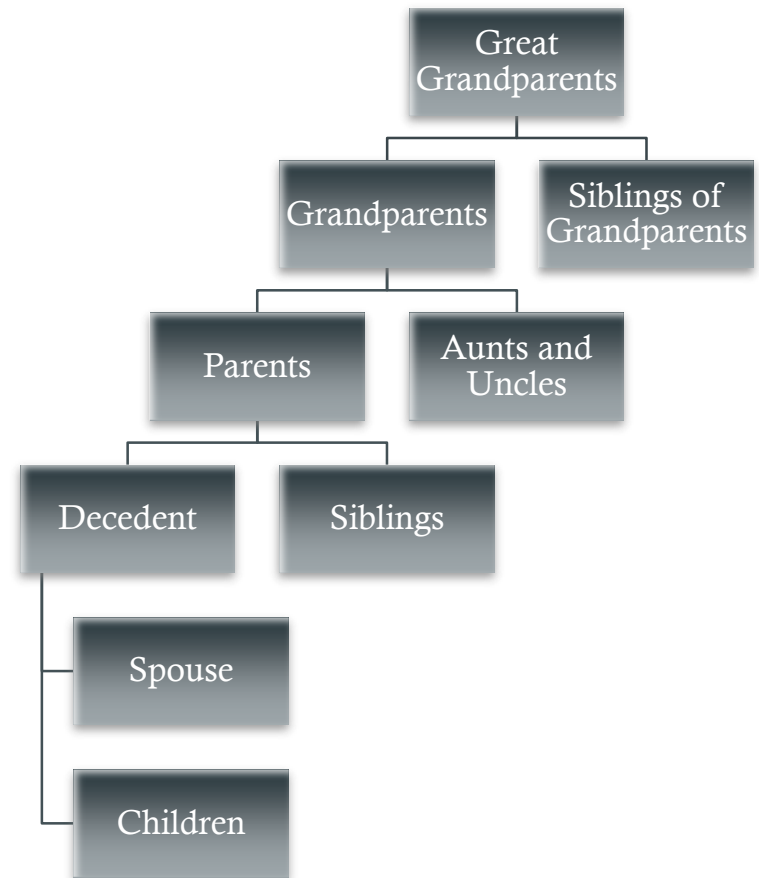 Great
Grandparents
Grandparents
Siblings of
Grandparents
Parents
Aunts and
Uncles
Decedent
Siblings
Spouse
Children